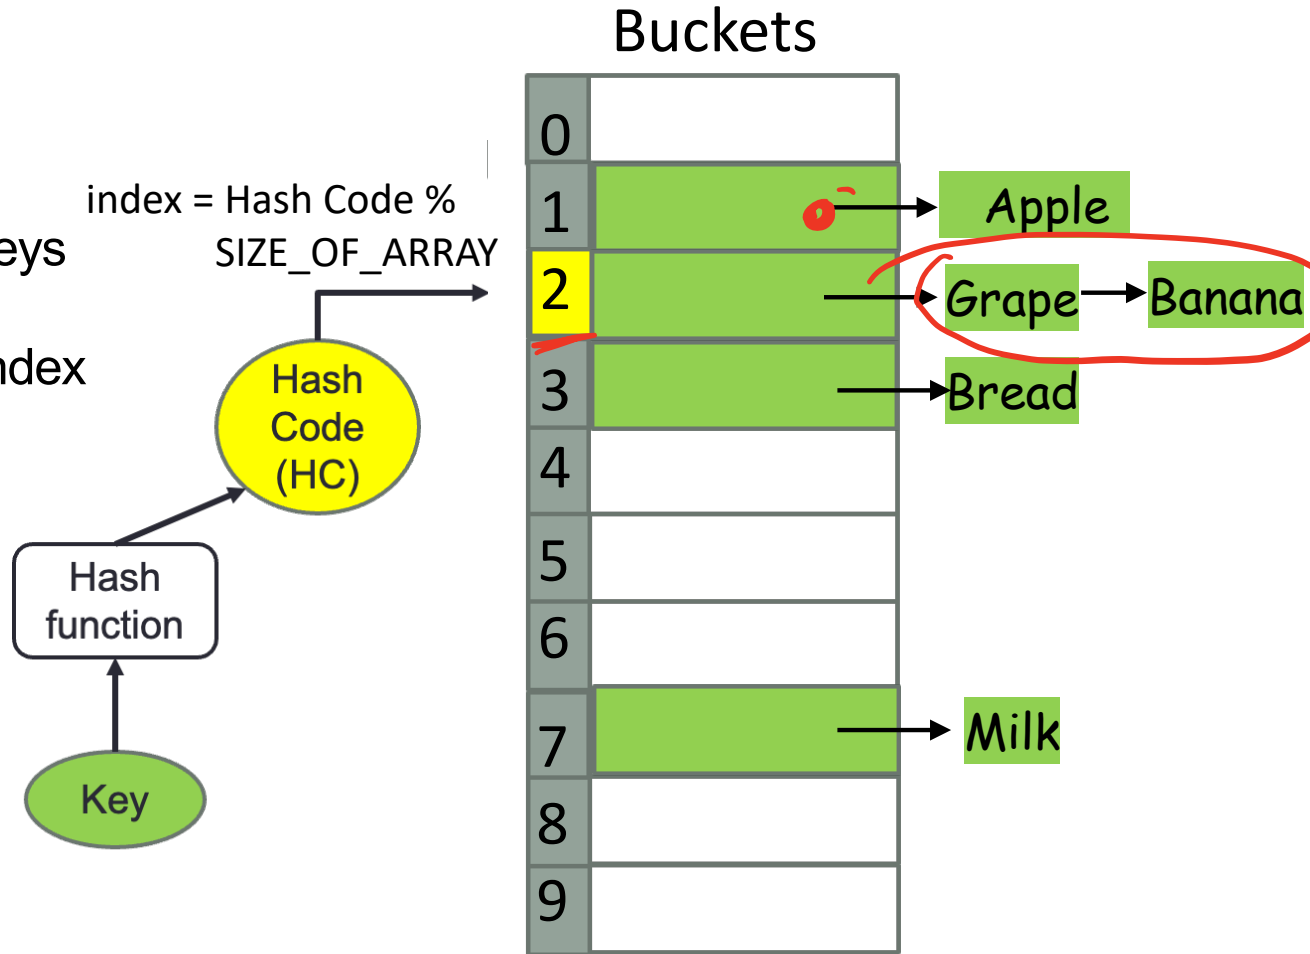 Buckets
index = Hash Code %
SIZE_OF_ARRAY
eys
ndex
Hash
Code
(HC)
Hash
function
Key
0
1 Apple
2 Grape Banana
3 Bread
4
5
6
7 Milk
8
9